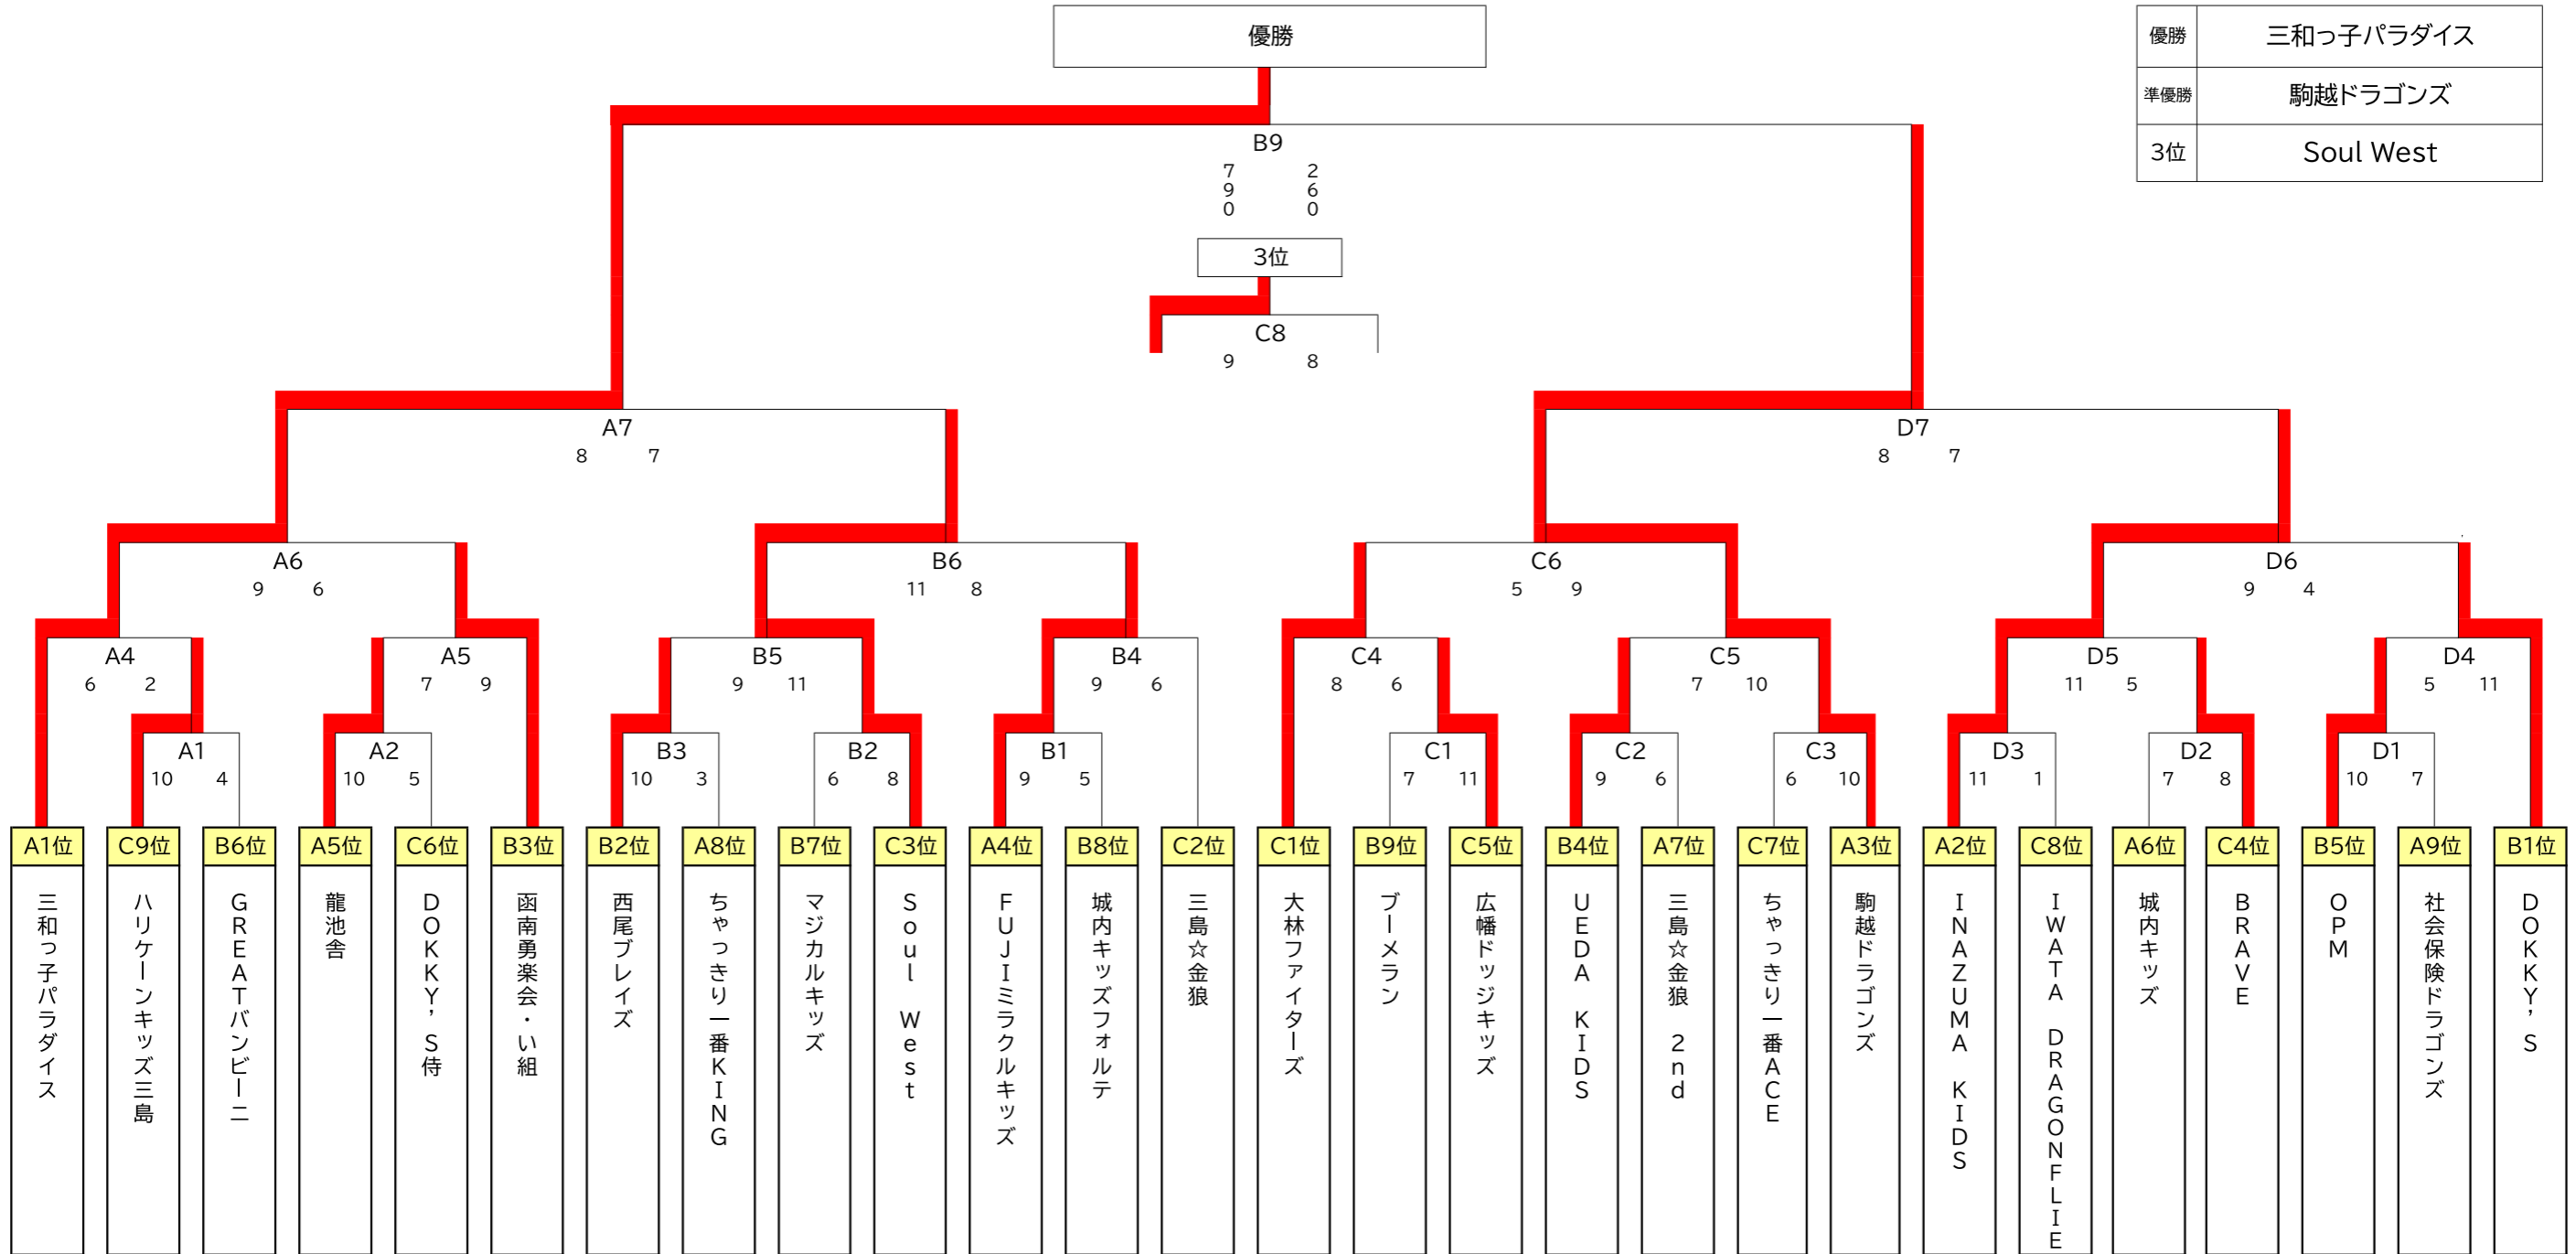 優勝
優勝 三和っ子パラダイス
準優勝 駒越ドラゴンズ
3位 Soul West
B9
7 2
9 6
0 0
3位
C8
9 8
A7 D7
8 7 8 7
A6 B6 C6 D6
9 6 11 8 5 9 9 4
A4 A5 B5 B4 C4 C5 D5 D4
6 2 7 9 9 11 9 6 8 6 7 10 11 5 5 11
A1 A2 B3 B2 B1 C1 C2 C3 D3 D2 D1
10 4 10 5 10 3 6 8 9 5 7 11 9 6 6 10 11 1 7 8 10 7
A1位 C9位 B6位 A5位 C6位 B3位 B2位 A8位 B7位 C3位 A4位 B8位 C2位 C1位 B9位 C5位 B4位 A7位 C7位 A3位 A2位 C8位 A6位 C4位 B5位 A9位 B1位
三和っ子パラダイス
ハリケーンキッズ三島
GREATバンビーニ
龍池舎
DOKKY'S侍
函南勇楽会・い組
西尾ブレイズ
ちゃっきり一番KING
マジカルキッズ
Soul West
FUJIミラクルキッズ
城内キッズフォルテ
三島☆金狼
大林ファイターズ
ブーメラン
広幡ドッジキッズ
UEDA KIDS
三島☆金狼 2nd
ちゃっきり一番ACE
駒越ドラゴンズ
INAZUMA KIDS
IWATA DRAGONFLIE
城内キッズ
BRAVE
OPM
社会保険ドラゴンズ
DOKKY'S